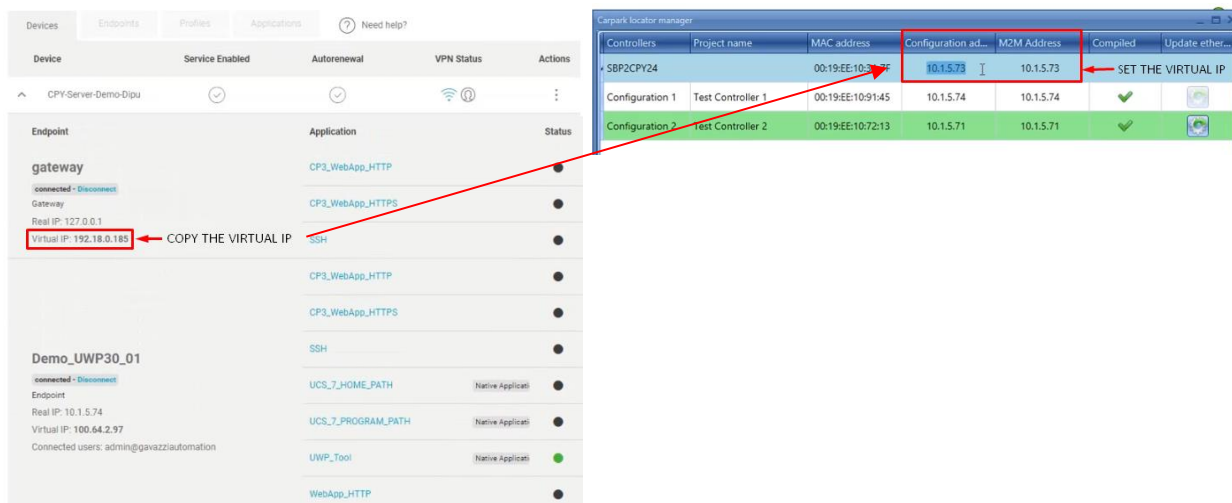 Devices Endpoints Profiles Applications ? Need help?
Device Service Enabled Autorenewal VPN Status Actions
CPY-Server-Demo-Dipu
Endpoint Application Status
gateway
connected - Disconnect
Gateway
Real IP: 127.0.0.1
Virtual IP: 192.18.0.185
COPY THE VIRTUAL IP
CP3_WebApp_HTTP
CP3_WebApp_HTTPS
SSH
Demo_UWP30_01
connected - Disconnect
Endpoint
Real IP: 10.1.5.74
Virtual IP: 100.64.2.97
Connected users: admin@gavazziautomation
CP3_WebApp_HTTP
CP3_WebApp_HTTPS
SSH
UCS_7_HOME_PATH Native Applicati
UCS_7_PROGRAM_PATH Native Applicati
UWP_Tool Native Applicati
WebApp_HTTP
Carpark locator manager
Controllers Project name MAC address Configuration ad... M2M Address Compiled Update ether...
SBP2CPY24 10.1.5.73 10.1.5.73
SET THE VIRTUAL IP
Configuration 1 Test Controller 1 00:19:EE:10:91:45 10.1.5.74 10.1.5.74
Configuration 2 Test Controller 2 00:19:EE:10:72:13 10.1.5.71 10.1.5.71